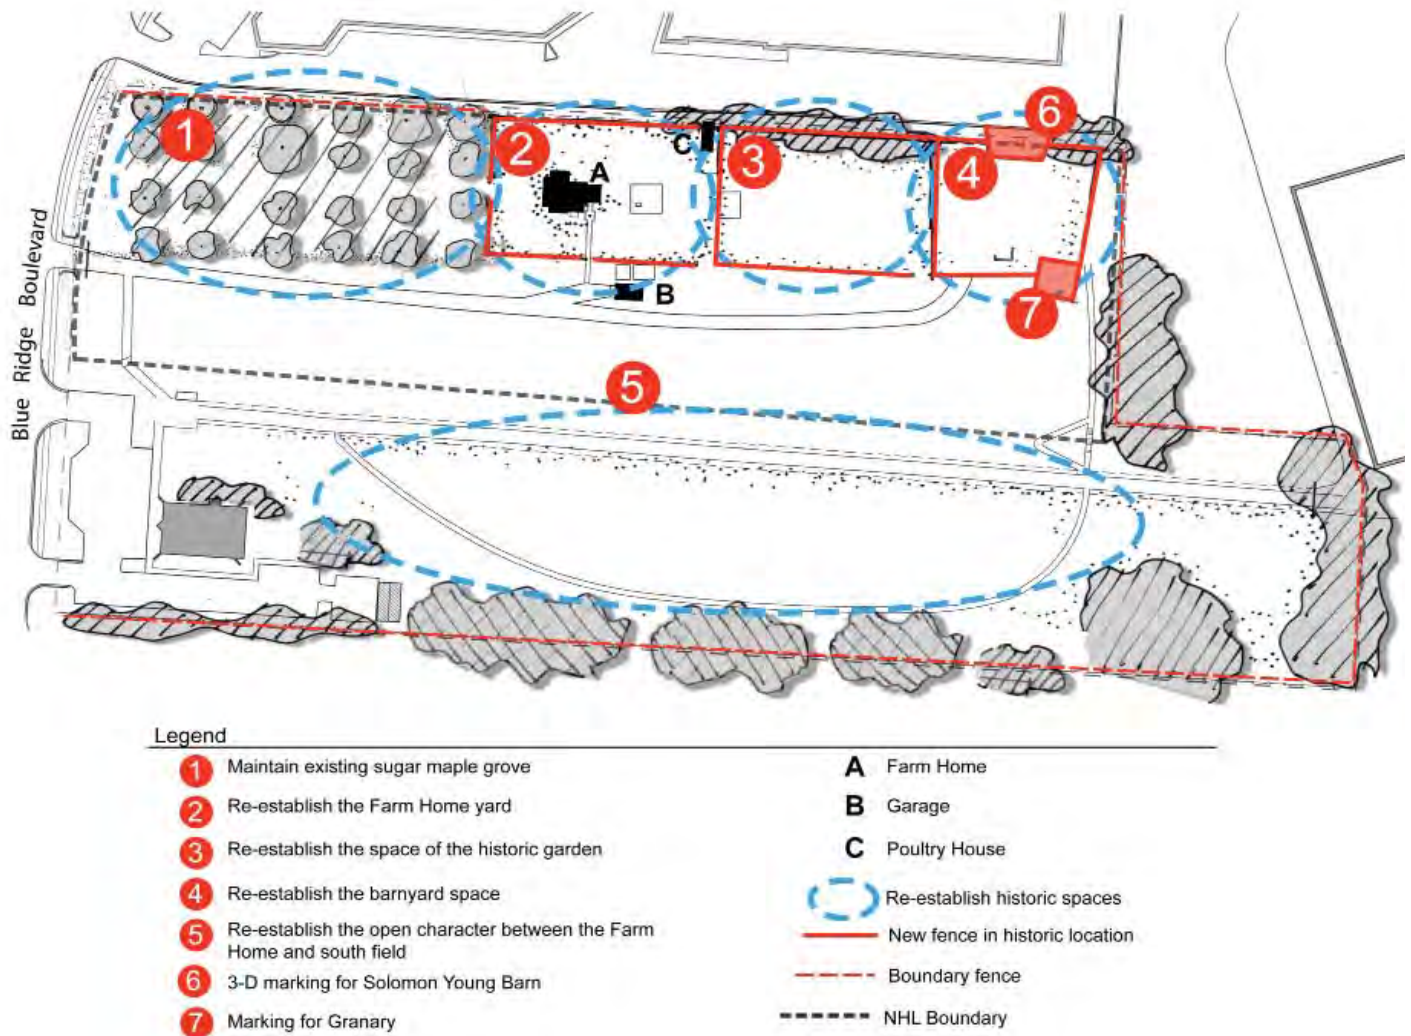 1
2
3
4
5
6
7
A
B
C
Blue Ridge Boulevard
Legend
1 Maintain existing sugar maple grove
2 Re-establish the Farm Home yard
3 Re-establish the space of the historic garden
4 Re-establish the barnyard space
5 Re-establish the open character between the Farm
Home and south field
6 3-D marking for Solomon Young Barn
7 Marking for Granary
A Farm Home
B Garage
C Poultry House
Re-establish historic spaces
New fence in historic location
Boundary fence
NHL Boundary